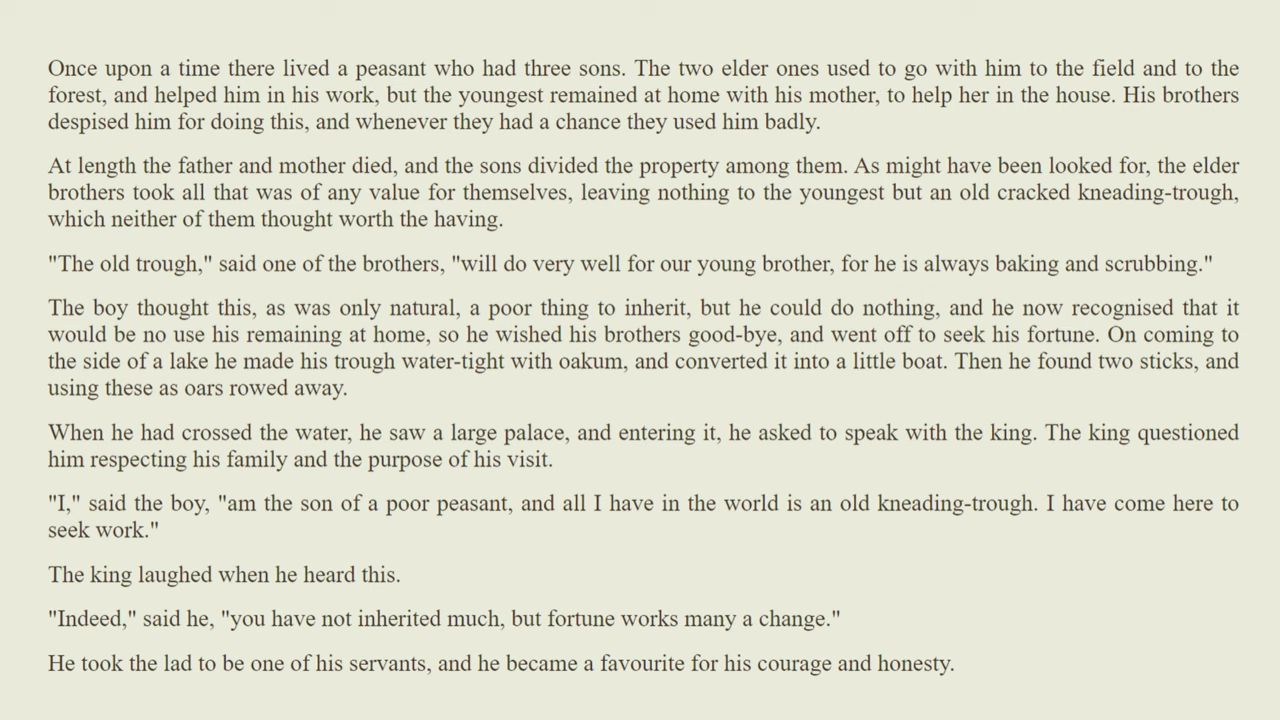 Once upon a time there lived a peasant who had three sons. The two elder ones used to go with him to the field and to the
forest, and helped him in his work, but the youngest remained at home with his mother, to help her in the house. His brothers
despised him for doing this, and whenever they had a chance they used him badly.
At length the father and mother died, and the sons divided the property among them. As might have been looked for, the elder
brothers took all that was of any value for themselves, leaving nothing to the youngest but an old cracked kneading-trough,
which neither of them thought worth the having.
"The old trough," said one of the brothers, "will do very well for our young brother, for he is always baking and scrubbing."
The boy thought this, as was only natural, a poor thing to inherit, but he could do nothing, and he now recognised that it
would be no use his remaining at home, so he wished his brothers good-bye, and went off to seek his fortune. On coming to
the side of a lake he made his trough water-tight with oakum, and converted it into a little boat. Then he found two sticks, and
using these as oars rowed away.
When he had crossed the water, he saw a large palace, and entering it, he asked to speak with the king. The king questioned
him respecting his family and the purpose of his visit.
"I," said the boy, "am the son of a poor peasant, and all I have in the world is an old kneading-trough. I have come here to
seek work."
The king laughed when he heard this.
"Indeed," said he, "you have not inherited much, but fortune works many a change."
He took the lad to be one of his servants, and he became a favourite for his courage and honesty.